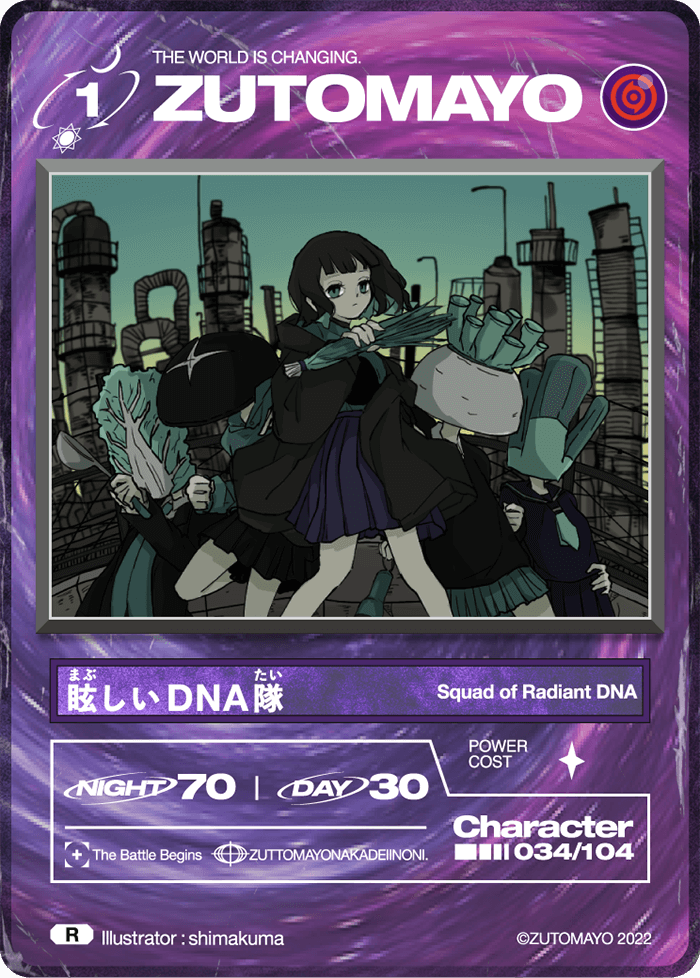 THE WORLD IS CHANGING.
1 ZUTOMAYO
まぶ たい
眩しいDNA隊 Squad of Radiant DNA
POWER
COST
NIGHT 70 | DAY 30
Character
034/104
The Battle Begins ZUTTOMAYONAKADEIINONI.
R Illustrator : shimakuma ©ZUTOMAYO 2022